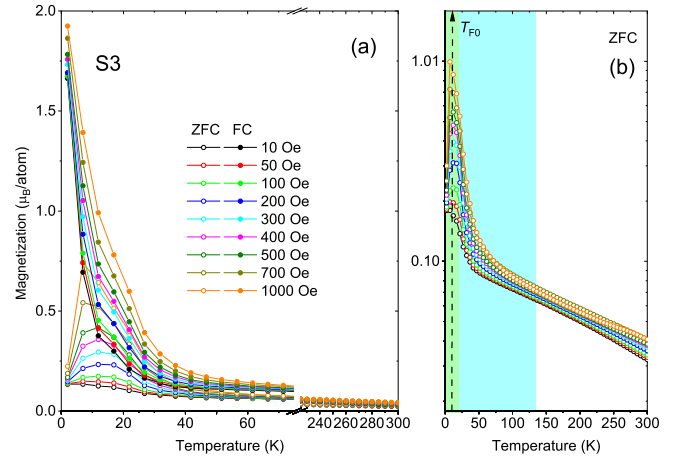 S3
(a)
ZFC FC
10 Oe
50 Oe
100 Oe
200 Oe
300 Oe
400 Oe
500 Oe
700 Oe
1000 Oe
Magnetization (μB/atom)
2.0
1.5
1.0
0.5
0.0
0 20 40 60 240 260 280 300
Temperature (K)
TF0
ZFC
(b)
1.01
0.10
0 50 100 150 200 250 300
Temperature (K)